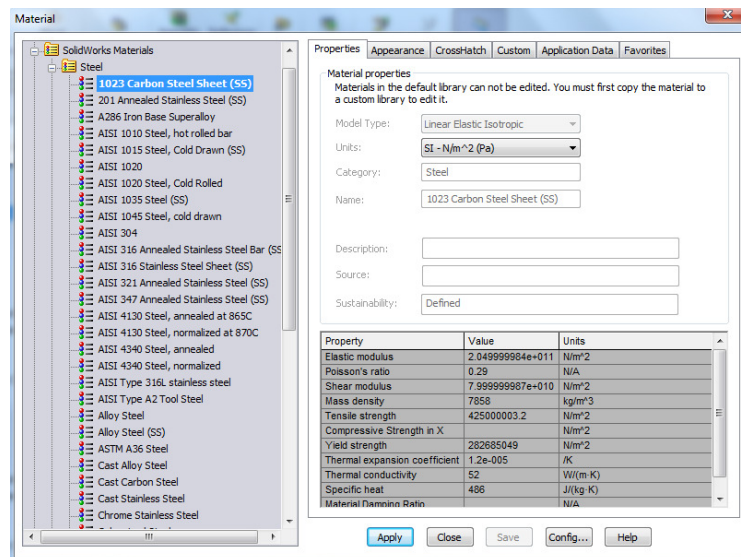 Material
SolidWorks Materials
Steel
1023 Carbon Steel Sheet (SS)
201 Annealed Stainless Steel (SS)
A286 Iron Base Superalloy
AISI 1010 Steel, hot rolled bar
AISI 1015 Steel, Cold Drawn (SS)
AISI 1020
AISI 1020 Steel, Cold Rolled
AISI 1035 Steel (SS)
AISI 1045 Steel, cold drawn
AISI 304
AISI 316 Annealed Stainless Steel Bar (SS
AISI 316 Stainless Steel Sheet (SS)
AISI 321 Annealed Stainless Steel (SS)
AISI 347 Annealed Stainless Steel (SS)
AISI 4130 Steel, annealed at 865C
AISI 4130 Steel, normalized at 870C
AISI 4340 Steel, annealed
AISI 4340 Steel, normalized
AISI Type 316L stainless steel
AISI Type A2 Tool Steel
Alloy Steel
Alloy Steel (SS)
ASTM A36 Steel
Cast Alloy Steel
Cast Carbon Steel
Cast Stainless Steel
Chrome Stainless Steel
Properties Appearance CrossHatch Custom Application Data Favorites
Material properties
Materials in the default library can not be edited. You must first copy the material to
a custom library to edit it.
Model Type: Linear Elastic Isotropic
Units: SI - N/m^2 (Pa)
Category: Steel
Name: 1023 Carbon Steel Sheet (SS)
Description:
Source:
Sustainability: Defined
Property Value Units
Elastic modulus 2.049999984e+011 N/m^2
Poisson's ratio 0.29 N/A
Shear modulus 7.999999987e+010 N/m^2
Mass density 7858 kg/m^3
Tensile strength 425000003.2 N/m^2
Compressive Strength in X N/m^2
Yield strength 282685049 N/m^2
Thermal expansion coefficient 1.2e-005 /K
Thermal conductivity 52 W/(m·K)
Specific heat 486 J/(kg·K)
Material Damping Ratio N/A
Apply Close Save Config... Help